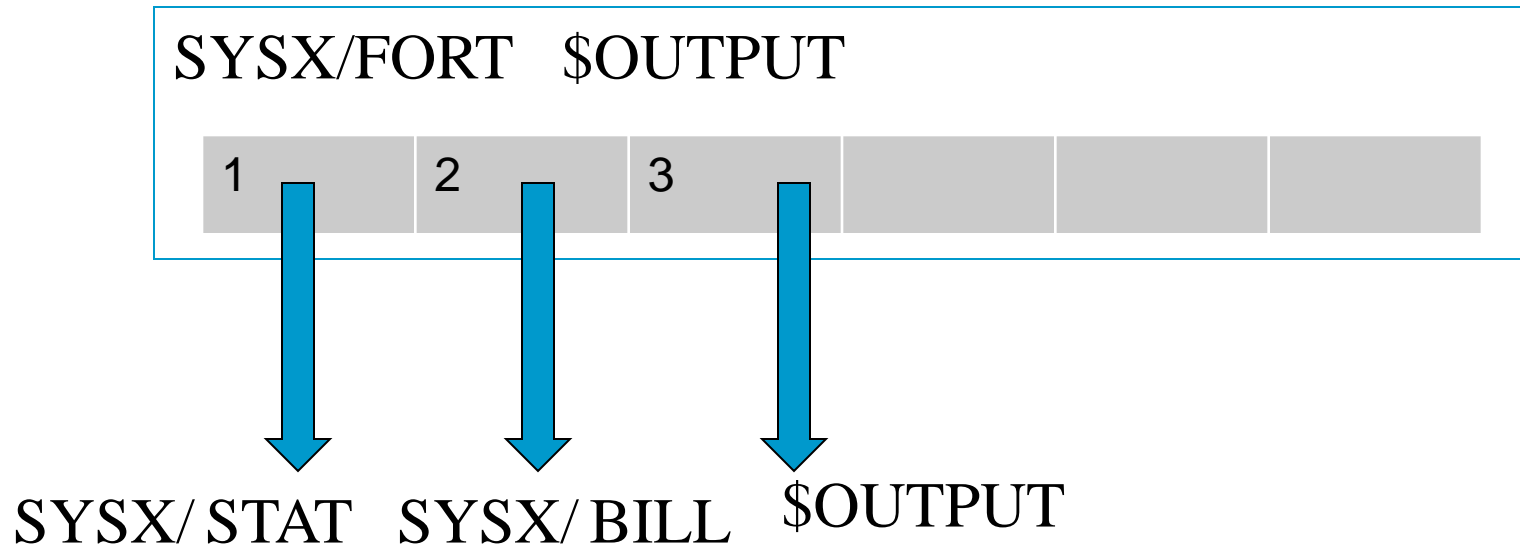 SYSX/FORT $OUTPUT
1 2 3
SYSX/ STAT SYSX/ BILL $OUTPUT